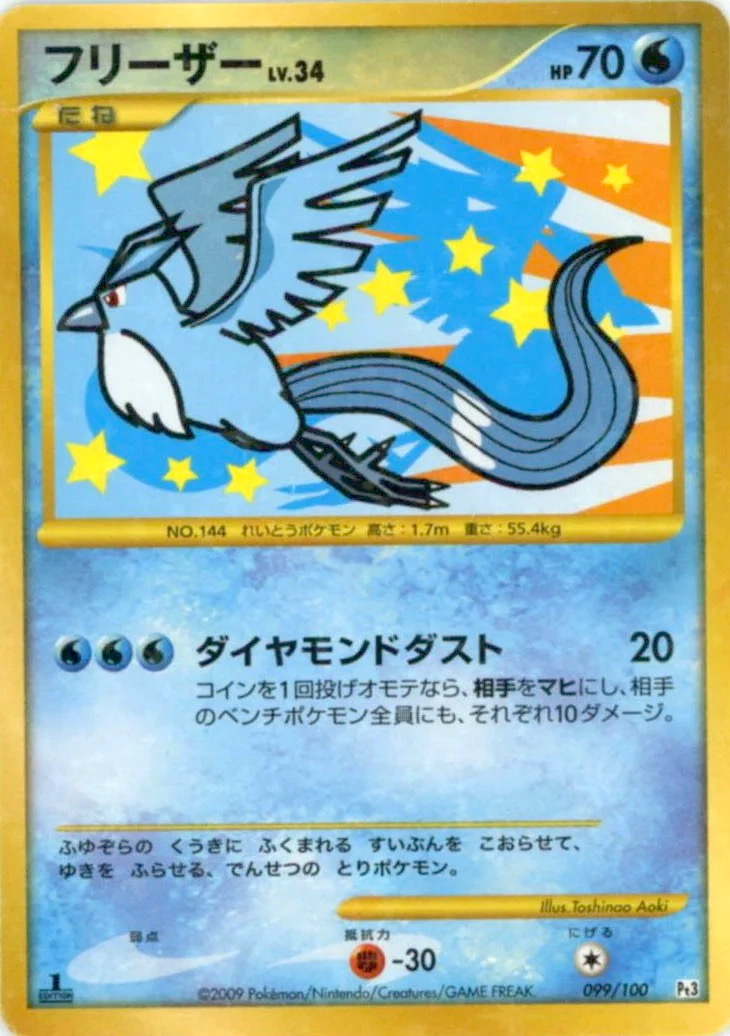 フリーザー LV.34 HP70
たね
NO.144 れいとうポケモン 高さ:1.7m 重さ:55.4kg
ダイヤモンドダスト 20
コインを1回投げオモテなら、相手をマヒにし、相手
のベンチポケモン全員にも、それぞれ10ダメージ。
ふゆぞらの くうきに ふくまれる すいぶんを こおらせて、
ゆきを ふらせる、でんせつの とりポケモン。
Illus.Toshinao Aoki
弱点 抵抗力 にげる
-30
1 EDITION ©2009 Pokémon/Nintendo/Creatures/GAME FREAK. 099/100 Pt3